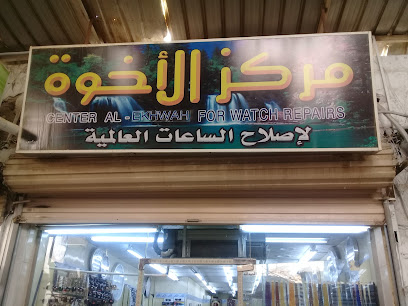 مركز الأخوة
CENTER AL - EKHWAH FOR WATCH REPAIRS
لإصلاح الساعات العالمية